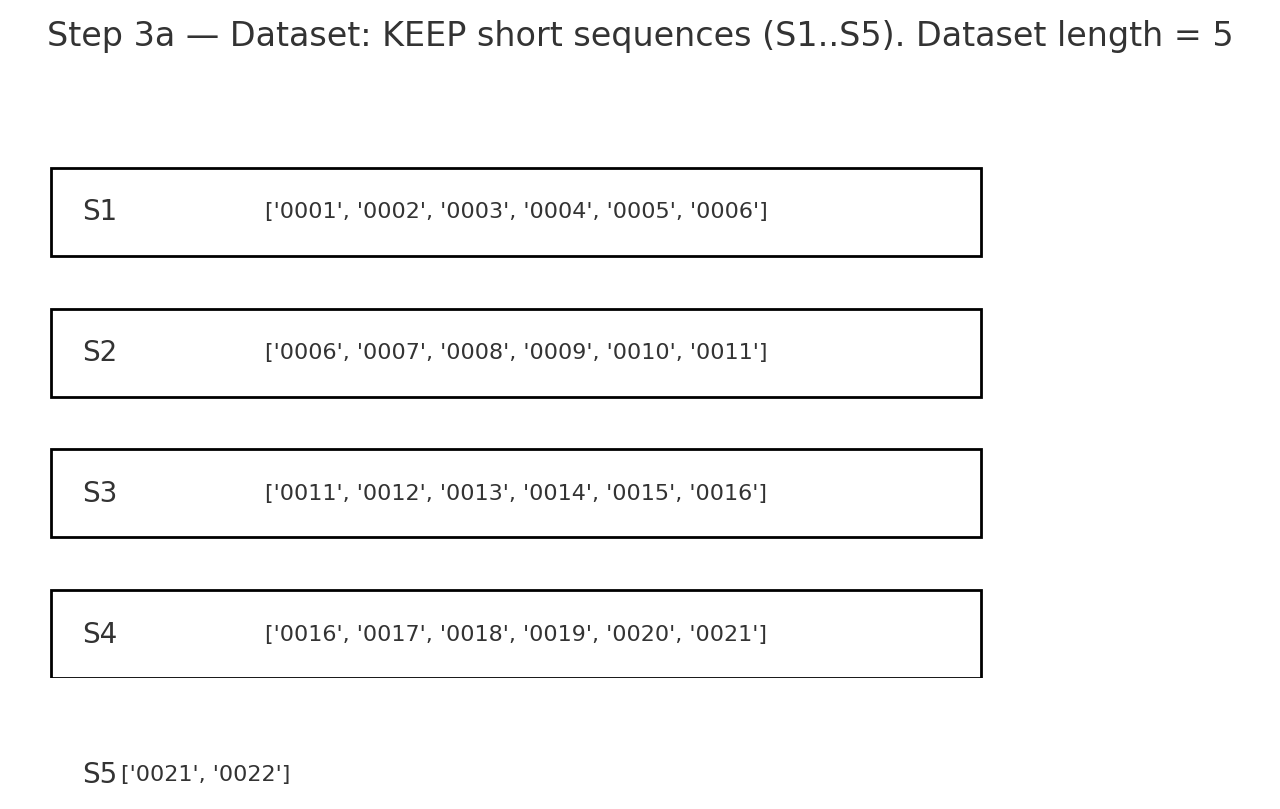 Step 3a — Dataset: KEEP short sequences (S1..S5). Dataset length = 5
S1 ['0001', '0002', '0003', '0004', '0005', '0006']
S2 ['0006', '0007', '0008', '0009', '0010', '0011']
S3 ['0011', '0012', '0013', '0014', '0015', '0016']
S4 ['0016', '0017', '0018', '0019', '0020', '0021']
S5 ['0021', '0022']